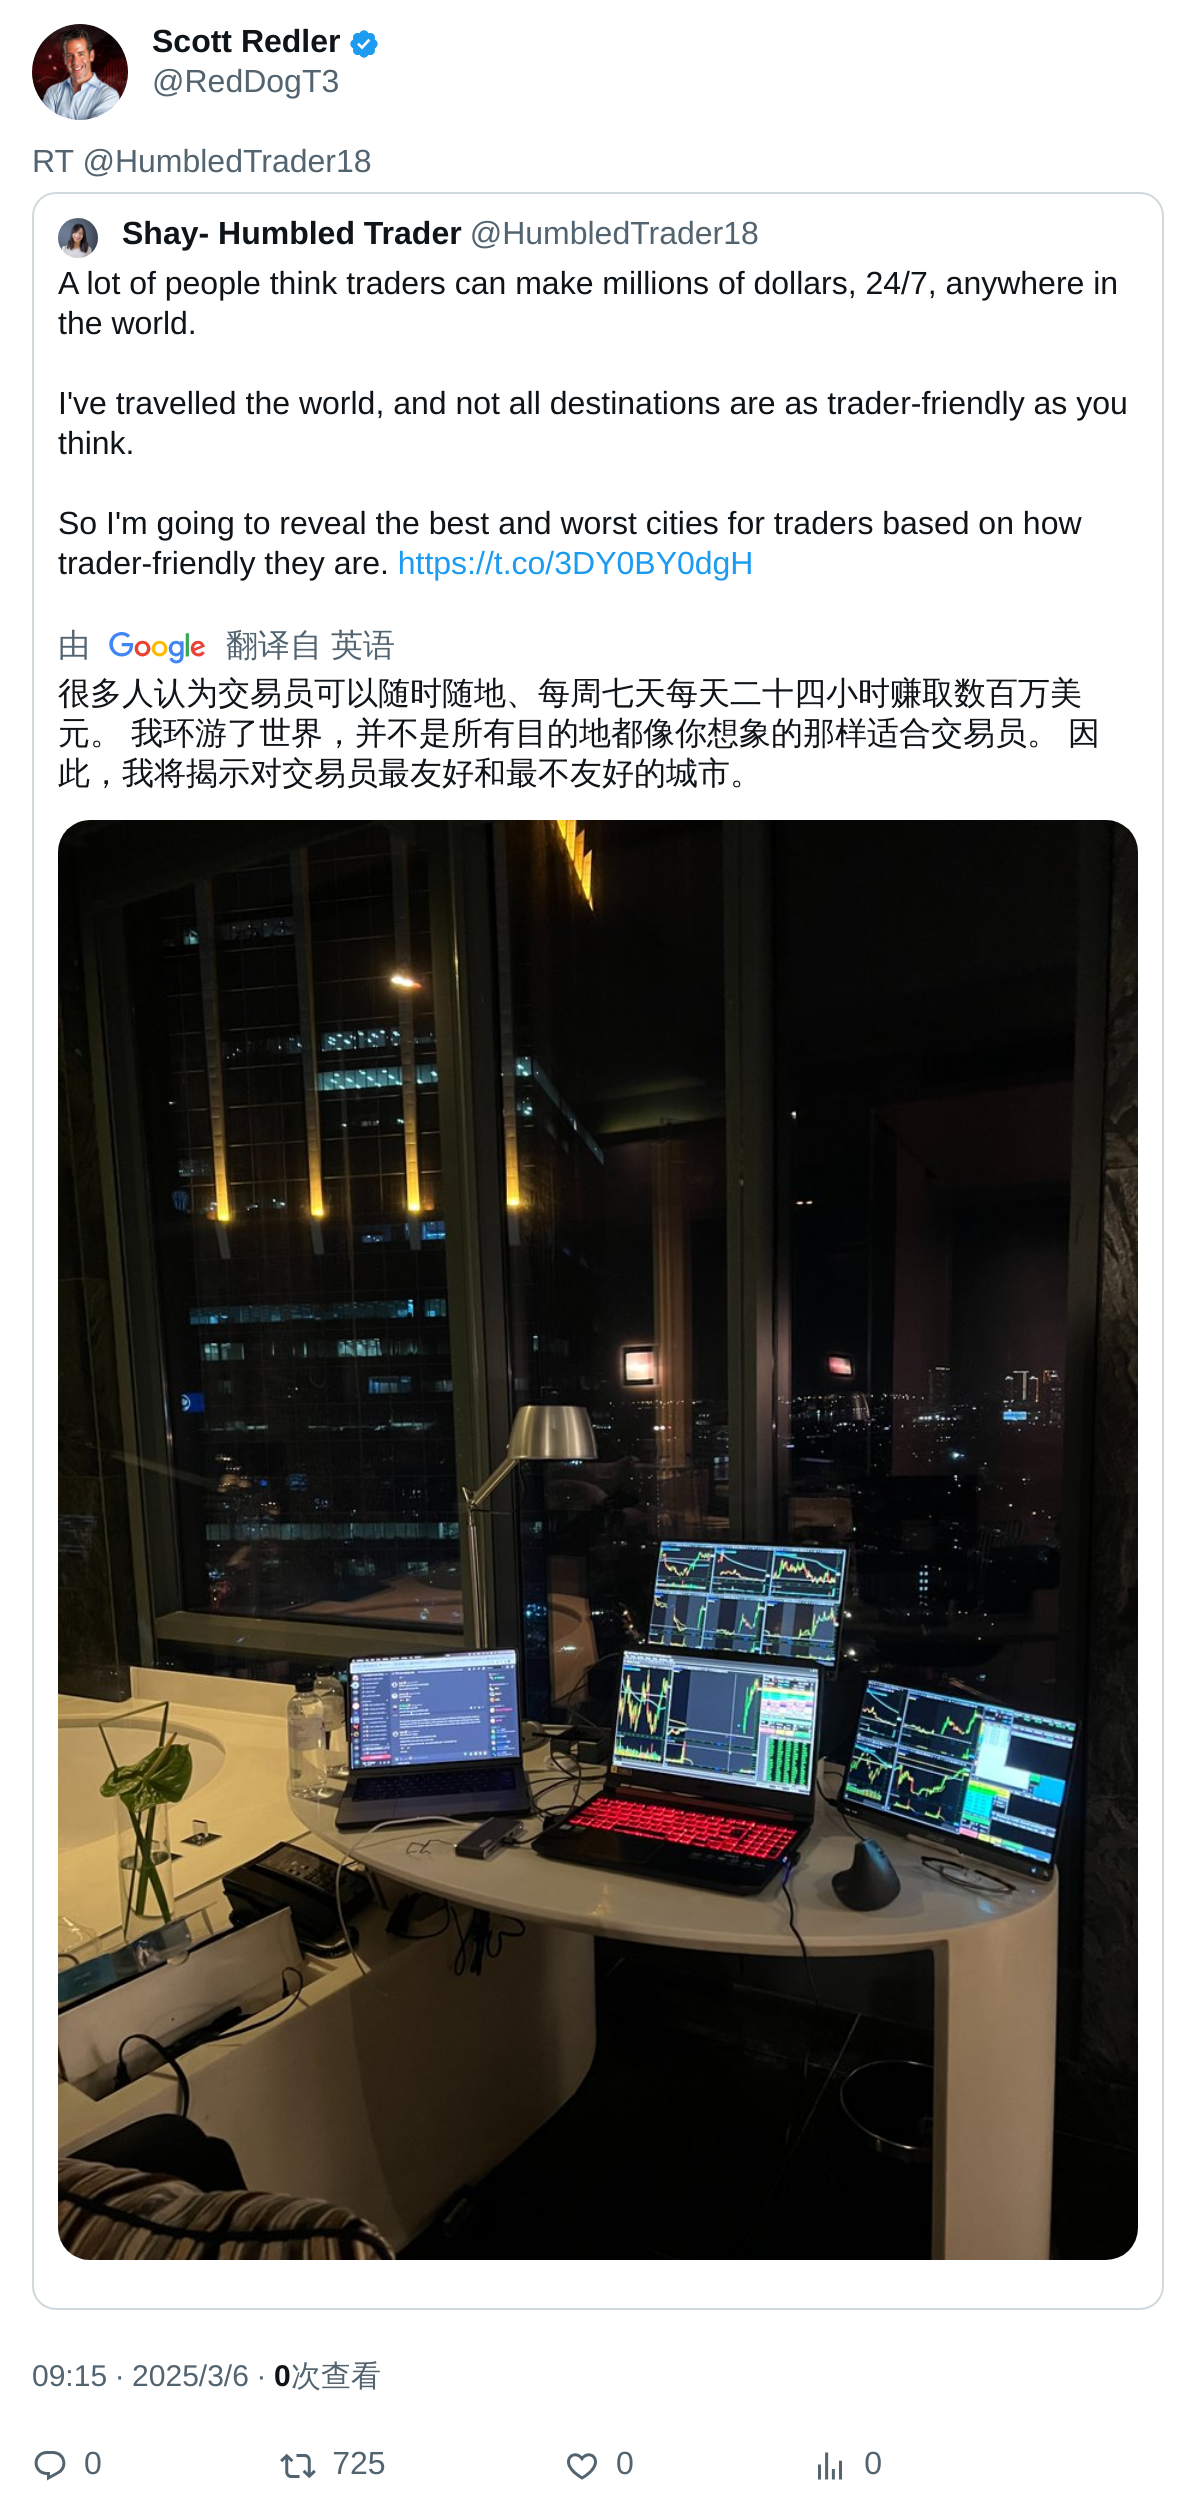 Scott Redler
@RedDogT3
RT @HumbledTrader18
Shay- Humbled Trader @HumbledTrader18
A lot of people think traders can make millions of dollars, 24/7, anywhere in
the world.
I've travelled the world, and not all destinations are as trader-friendly as you
think.
So I'm going to reveal the best and worst cities for traders based on how
trader-friendly they are. https://t.co/3DY0BY0dgH
由 Google 翻译自 英语
很多人认为交易员可以随时随地、每周七天每天二十四小时赚取数百万美
元。 我环游了世界，并不是所有目的地都像你想象的那样适合交易员。 因
此，我将揭示对交易员最友好和最不友好的城市。
09:15 · 2025/3/6 · 0次查看
0 725 0 0